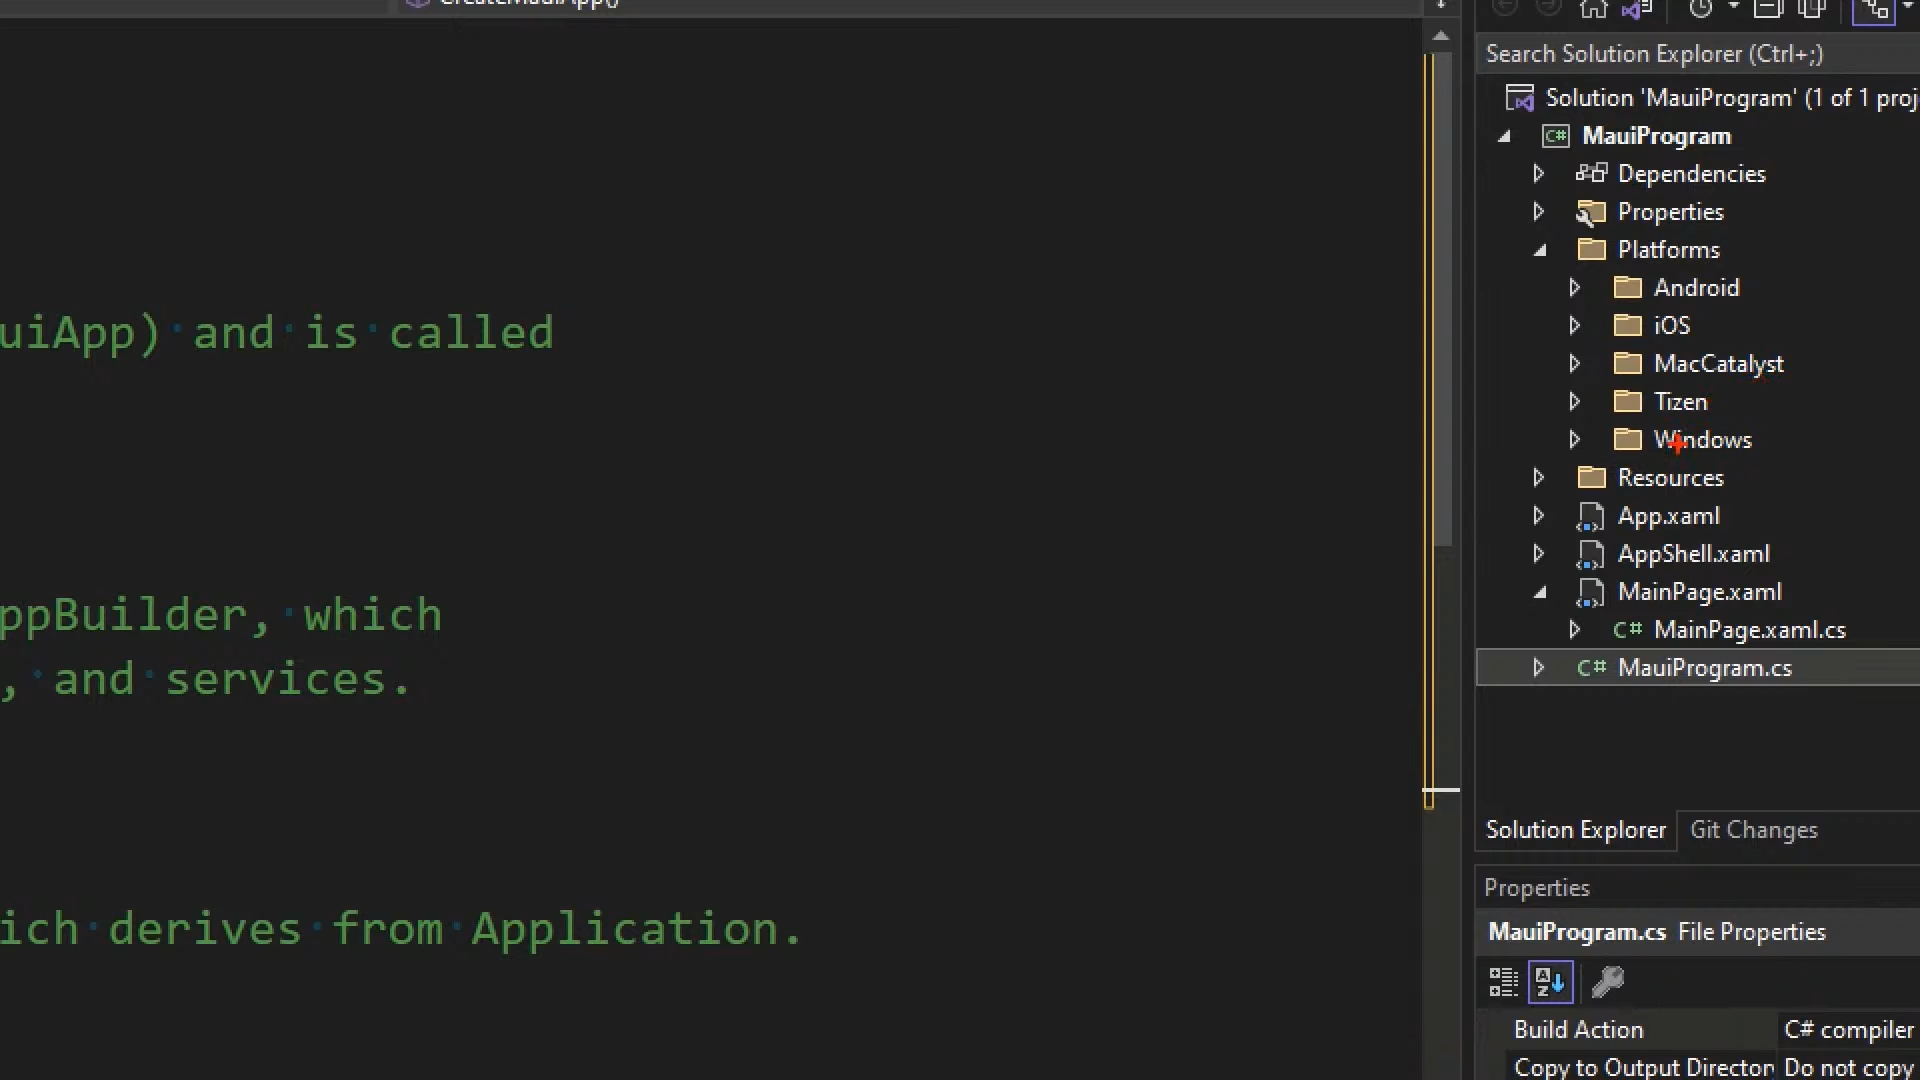 CreateMauiApp()
uiApp) and is called
ppBuilder, which
, and services.
ich derives from Application.
Search Solution Explorer (Ctrl+;)
Solution 'MauiProgram' (1 of 1 proj
C# MauiProgram
Dependencies
Properties
Platforms
Android
iOS
MacCatalyst
Tizen
Windows
Resources
App.xaml
AppShell.xaml
MainPage.xaml
C# MainPage.xaml.cs
C# MauiProgram.cs
Solution Explorer Git Changes
Properties
MauiProgram.cs File Properties
Build Action C# compiler
Copy to Output Director Do not copy